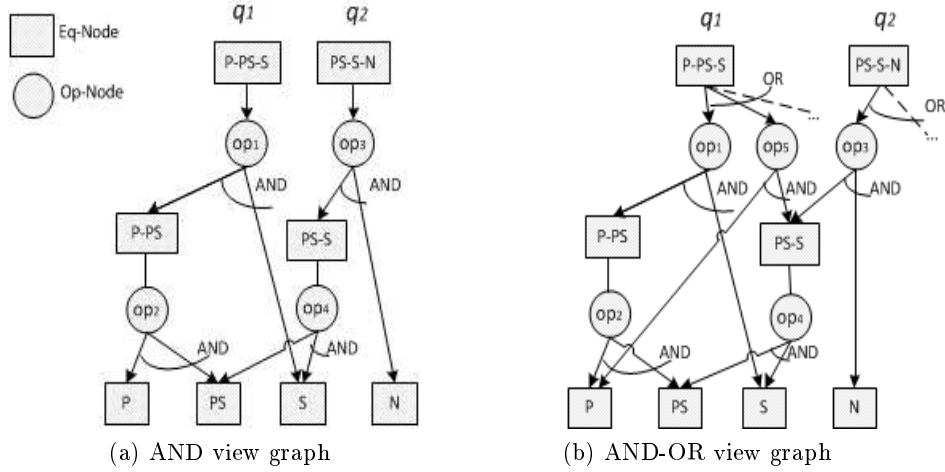 q1 q2
Eq-Node
Op-Node
P-PS-S PS-S-N
op1 op3
AND AND
P-PS PS-S
op2 op4
AND AND
P PS S N
(a) AND view graph
q1 q2
P-PS-S PS-S-N
OR OR
... ...
op1 op5 op3
AND AND AND
P-PS PS-S
op2 op4
AND AND
P PS S N
(b) AND-OR view graph